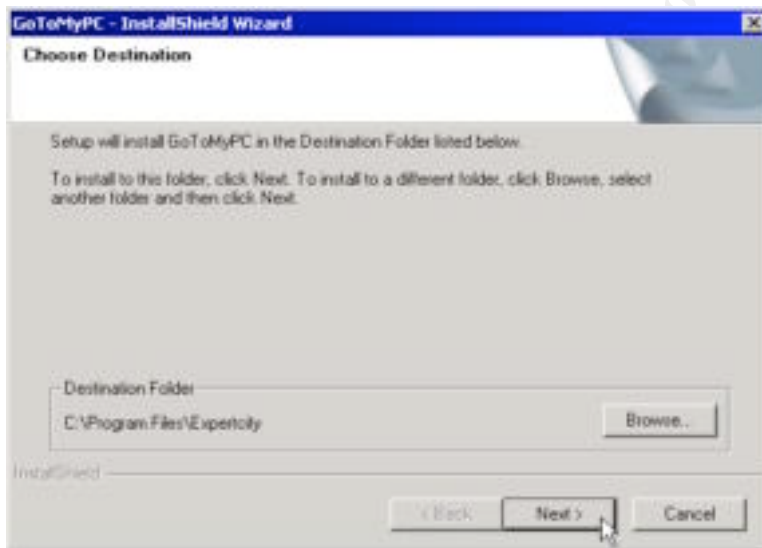 GoToMyPC - InstallShield Wizard
Choose Destination
Setup will install GoToMyPC in the Destination Folder listed below.
To install to this folder, click Next. To install to a different folder, click Browse, select
another folder and then click Next.
Destination Folder
C:\Program Files\Expertcity
Browse...
InstallShield
< Back
Next >
Cancel